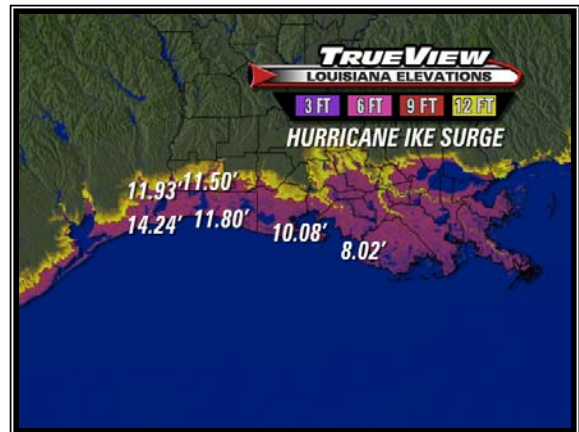 TRUEVIEW
LOUISIANA ELEVATIONS
3 FT 6 FT 9 FT 12 FT
HURRICANE IKE SURGE
11.93' 11.50'
14.24' 11.80' 10.08'
8.02'